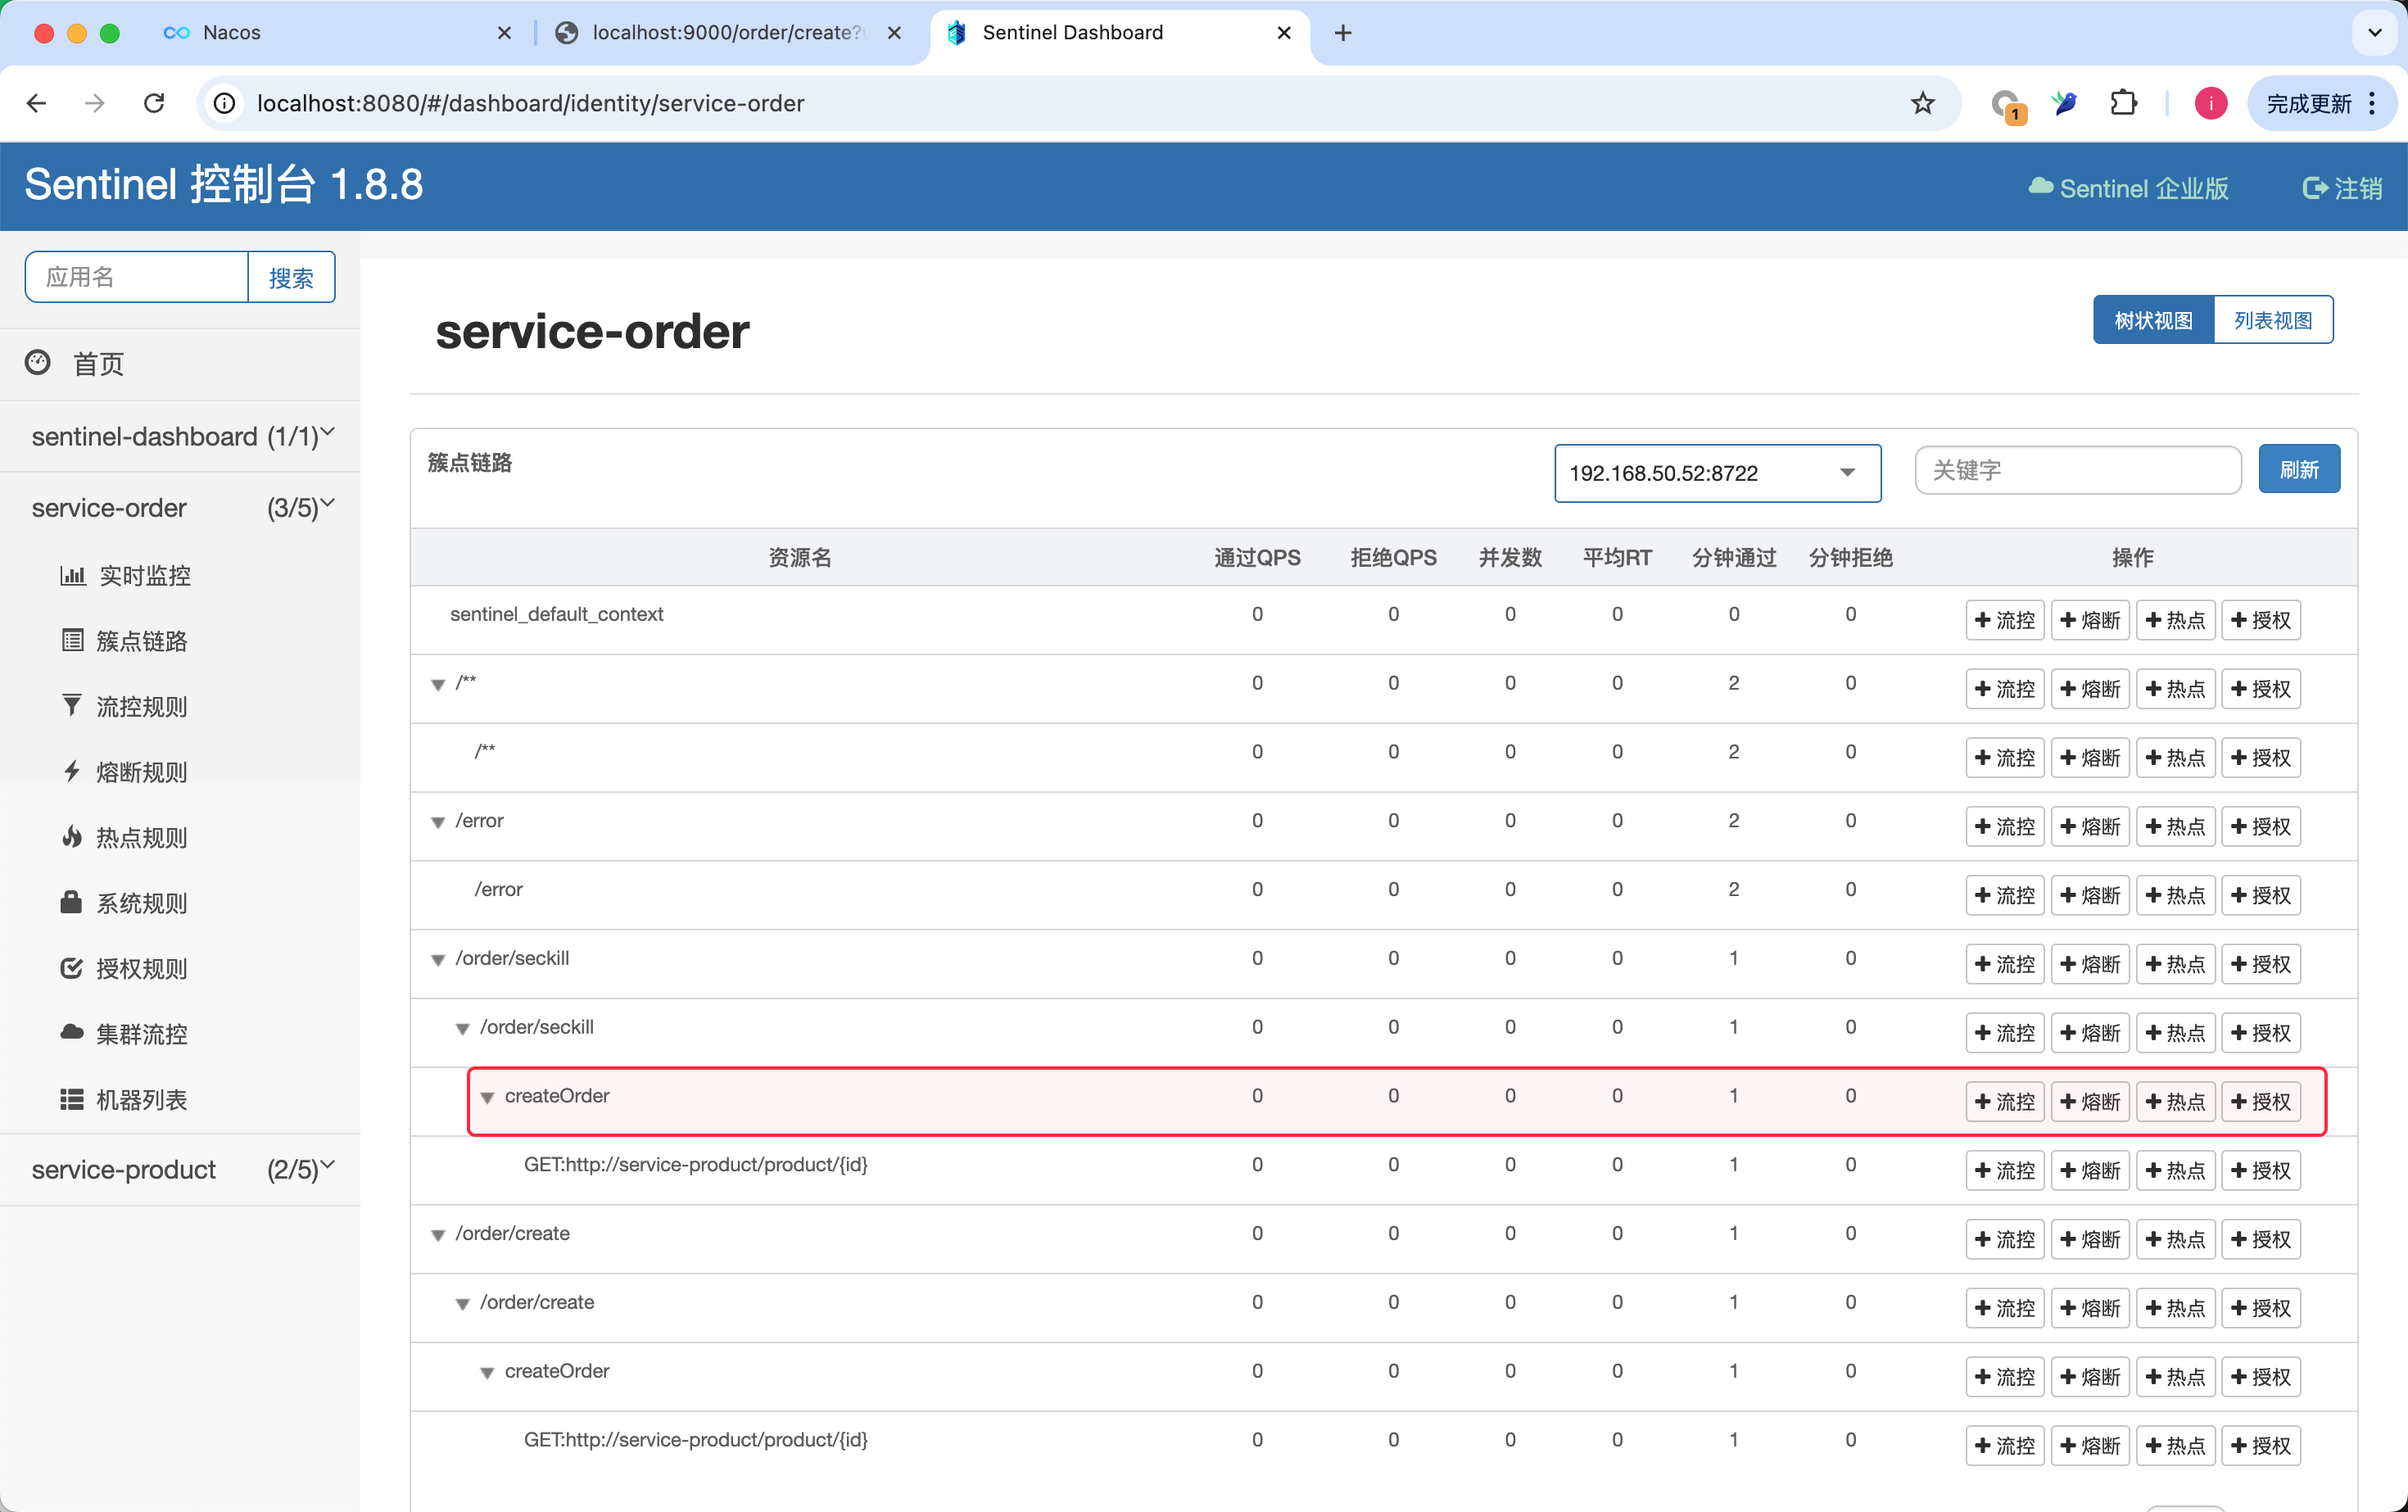 Nacos
localhost:9000/order/create?
Sentinel Dashboard
localhost:8080/#/dashboard/identity/service-order
1
i
完成更新
Sentinel 控制台 1.8.8
Sentinel 企业版
注销
应用名
搜索
首页
sentinel-dashboard (1/1)
service-order (3/5)
实时监控
簇点链路
流控规则
熔断规则
热点规则
系统规则
授权规则
集群流控
机器列表
service-product (2/5)
service-order
树状视图
列表视图
簇点链路
192.168.50.52:8722
关键字
刷新
资源名 通过QPS 拒绝QPS 并发数 平均RT 分钟通过 分钟拒绝 操作
sentinel_default_context 0 0 0 0 0 0 流控 熔断 热点 授权
/** 0 0 0 0 2 0 流控 熔断 热点 授权
/** 0 0 0 0 2 0 流控 熔断 热点 授权
/error 0 0 0 0 2 0 流控 熔断 热点 授权
/error 0 0 0 0 2 0 流控 熔断 热点 授权
/order/seckill 0 0 0 0 1 0 流控 熔断 热点 授权
/order/seckill 0 0 0 0 1 0 流控 熔断 热点 授权
createOrder 0 0 0 0 1 0 流控 熔断 热点 授权
GET:http://service-product/product/{id} 0 0 0 0 1 0 流控 熔断 热点 授权
/order/create 0 0 0 0 1 0 流控 熔断 热点 授权
/order/create 0 0 0 0 1 0 流控 熔断 热点 授权
createOrder 0 0 0 0 1 0 流控 熔断 热点 授权
GET:http://service-product/product/{id} 0 0 0 0 1 0 流控 熔断 热点 授权